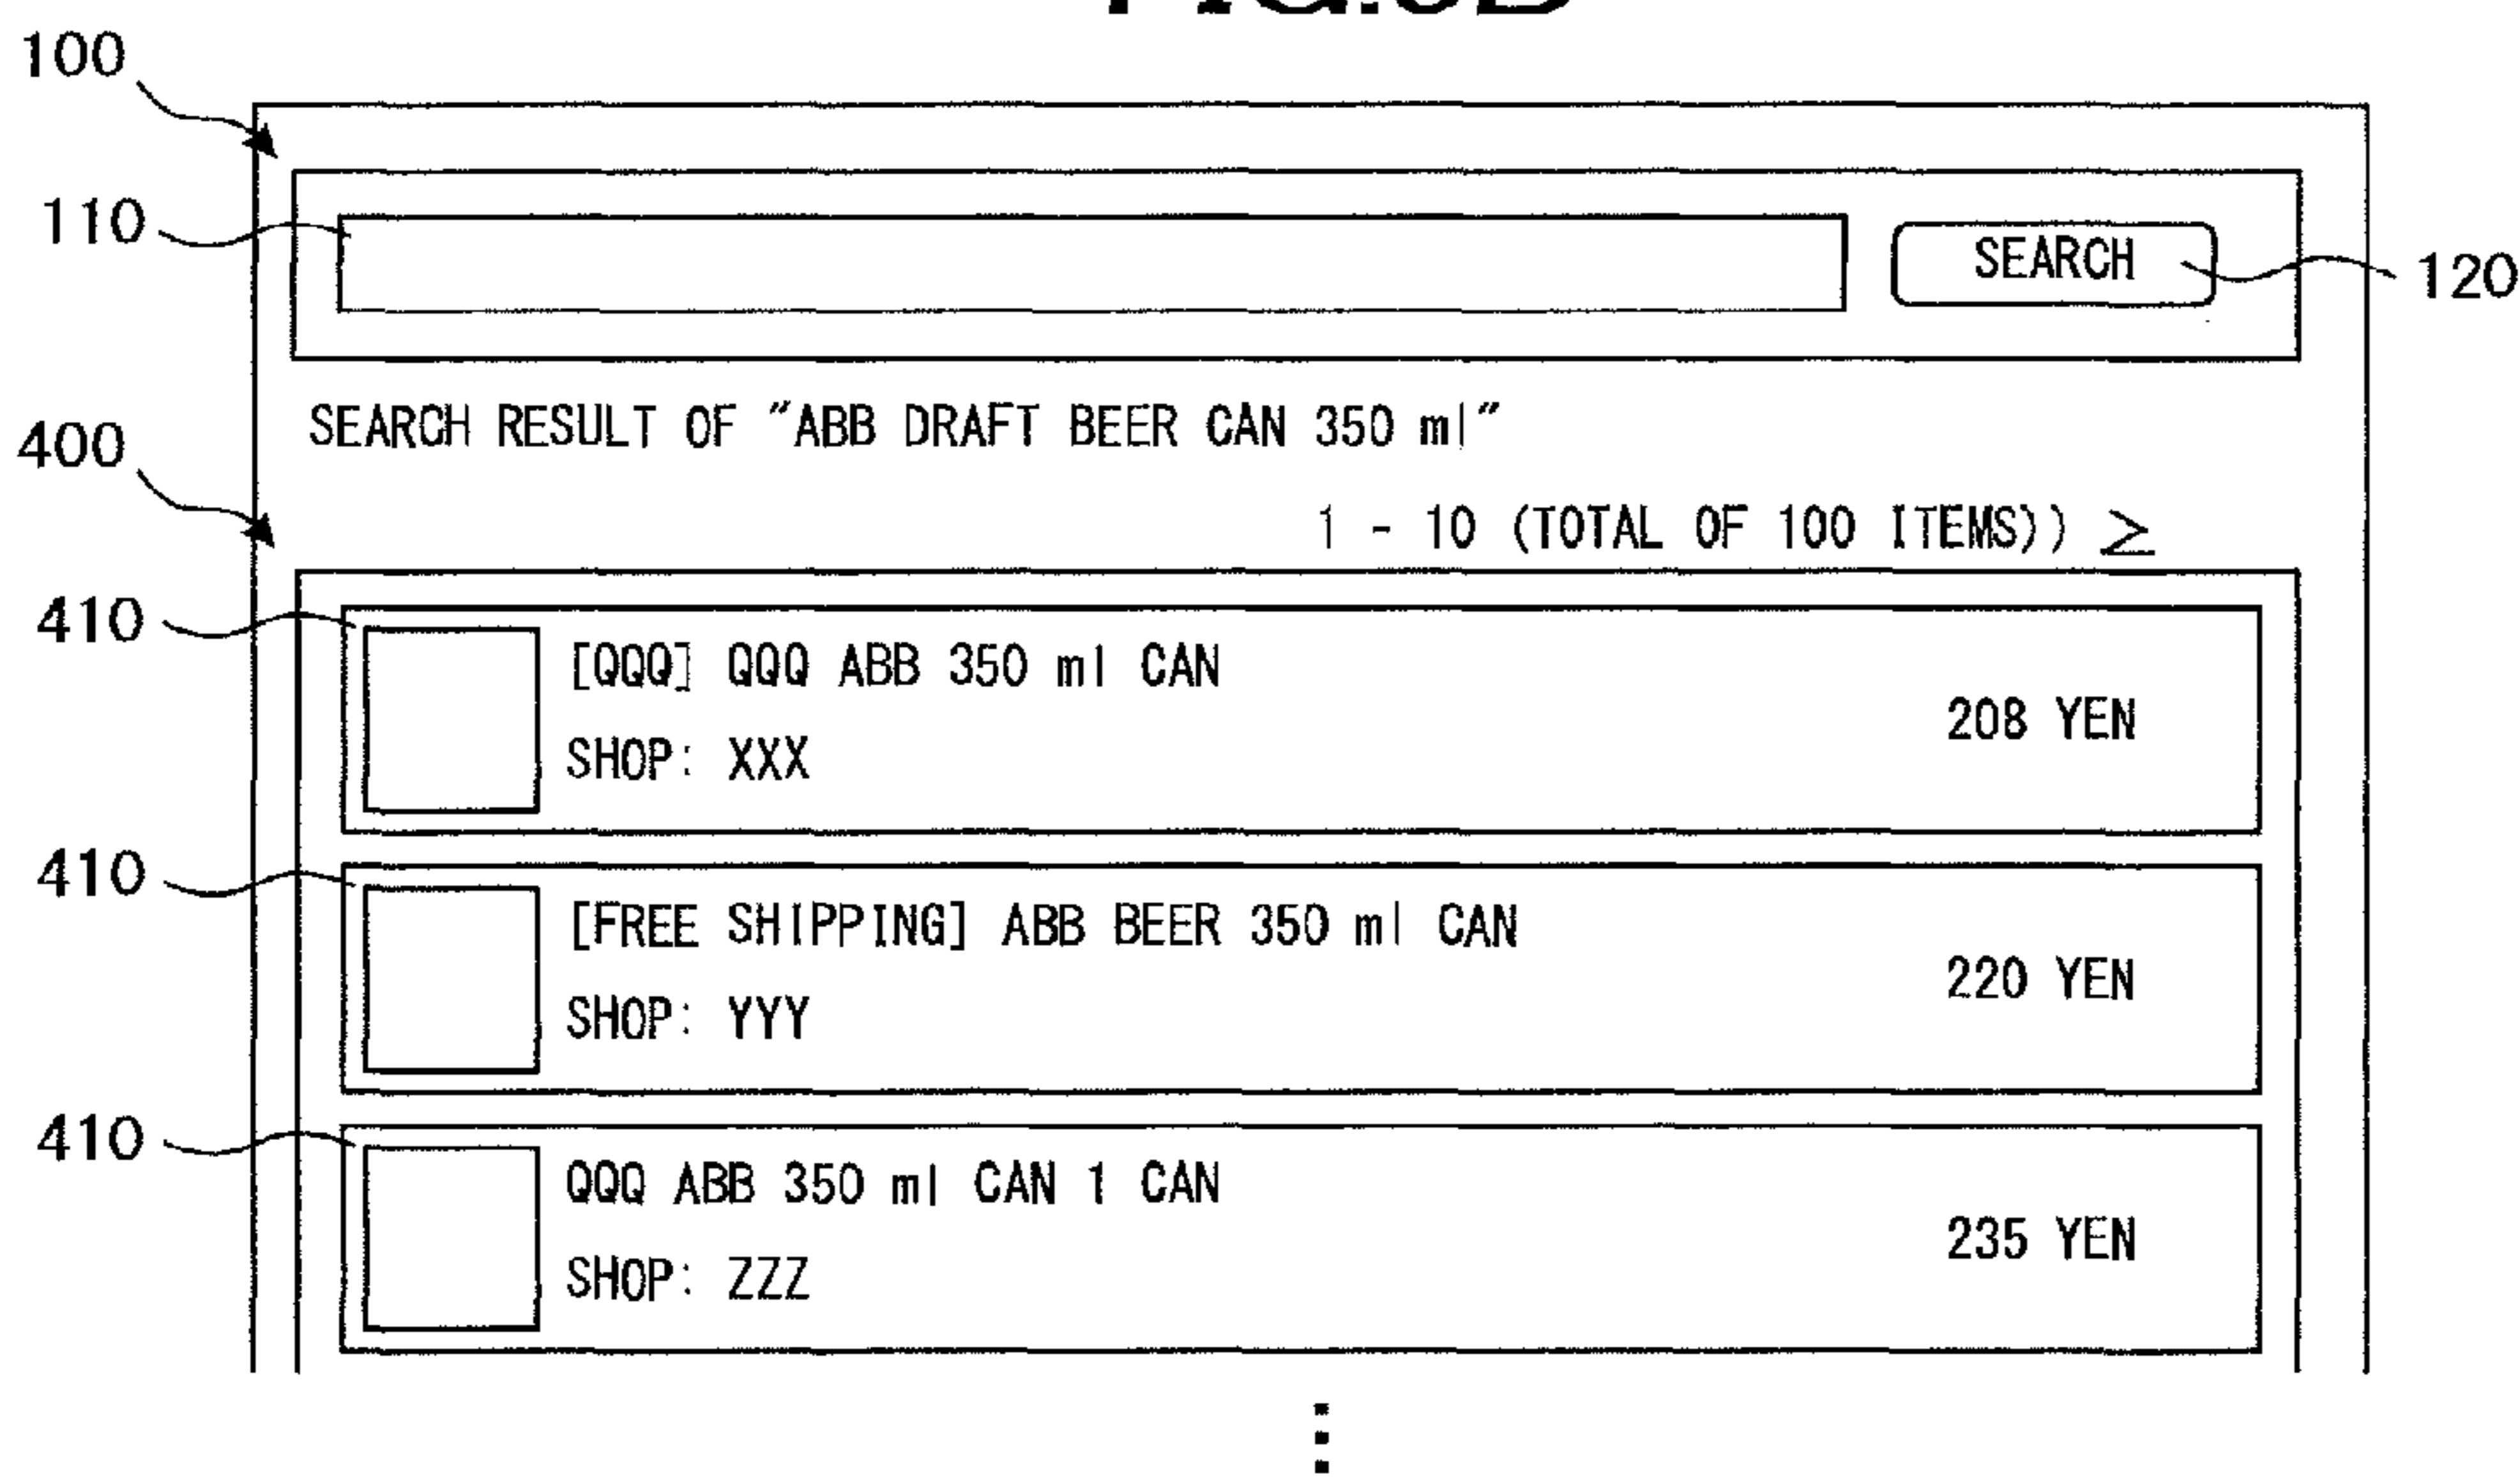 100
110
SEARCH
120
SEARCH RESULT OF "ABB DRAFT BEER CAN 350 ml"
400
1 - 10 (TOTAL OF 100 ITEMS)) >
410
[QQQ] QQQ ABB 350 ml CAN
208 YEN
SHOP: XXX
410
[FREE SHIPPING] ABB BEER 350 ml CAN
220 YEN
SHOP: YYY
410
QQQ ABB 350 ml CAN 1 CAN
235 YEN
SHOP: ZZZ